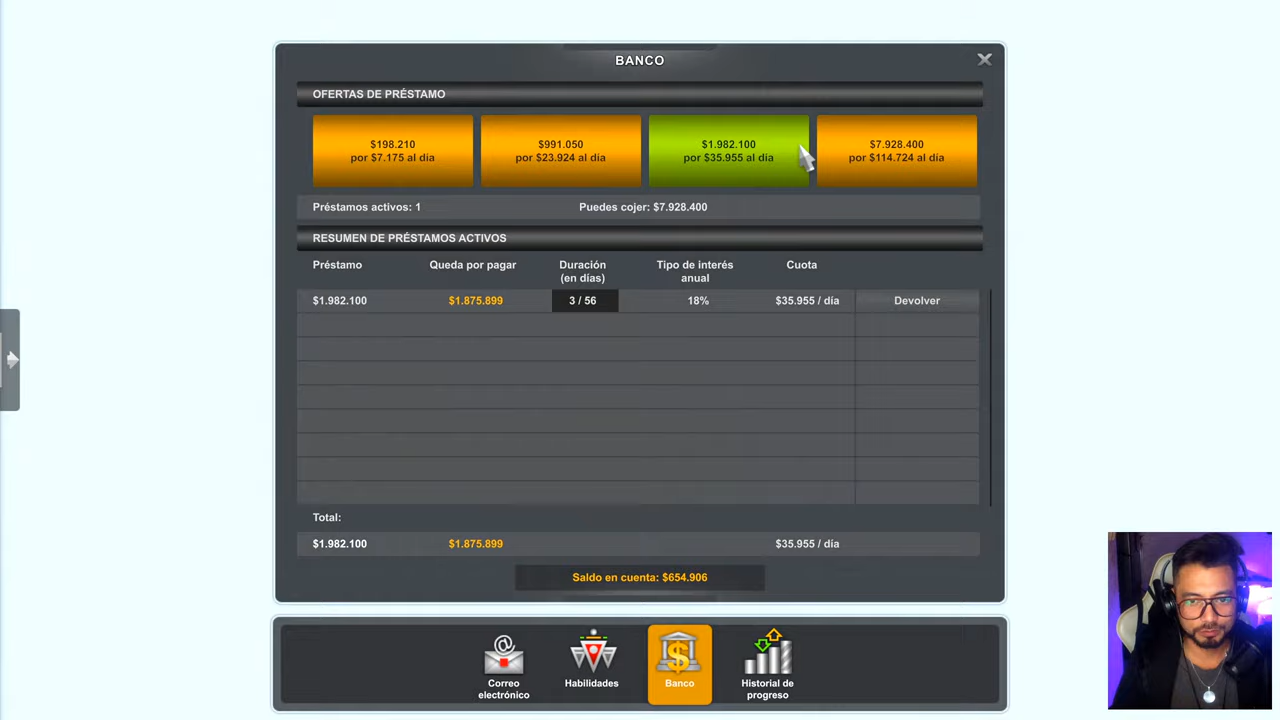 BANCO
OFERTAS DE PRÉSTAMO
$198.210
por $7.175 al día
$991.050
por $23.924 al día
$1.982.100
por $35.955 al día
$7.928.400
por $114.724 al día
Préstamos activos: 1
Puedes cojer: $7.928.400
RESUMEN DE PRÉSTAMOS ACTIVOS
Préstamo
Queda por pagar
Duración
(en días)
Tipo de interés
anual
Cuota
$1.982.100
$1.875.899
3 / 56
18%
$35.955 / día
Devolver
Total:
$1.982.100
$1.875.899
$35.955 / día
Saldo en cuenta: $654.906
Correo
electrónico
Habilidades
Banco
Historial de
progreso